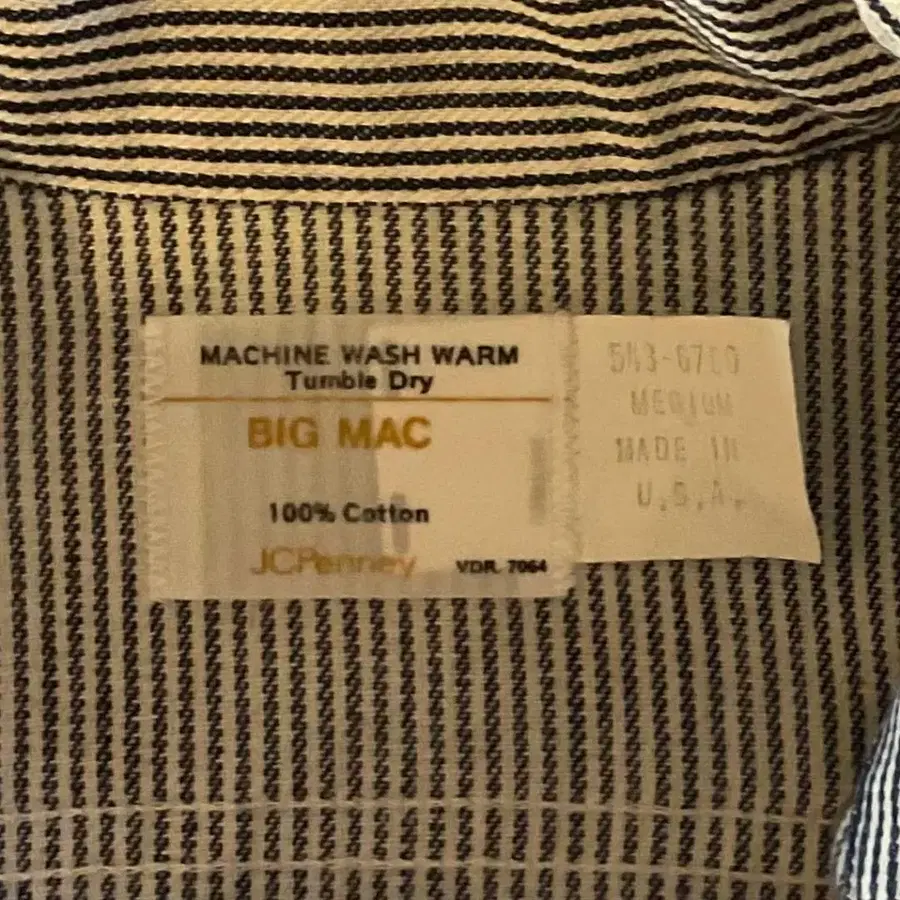 MACHINE WASH WARM
Tumble Dry
BIG MAC
100% Cotton
JCPenney
VDR. 7064
MEDIUM
MADE IN
U.S.A.